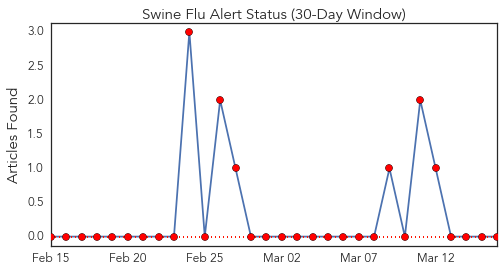 Swine Flu Alert Status (30-Day Window)
Articles Found
3.0
2.5
2.0
1.5
1.0
0.5
0.0
Feb 15
Feb 20
Feb 25
Mar 02
Mar 07
Mar 12